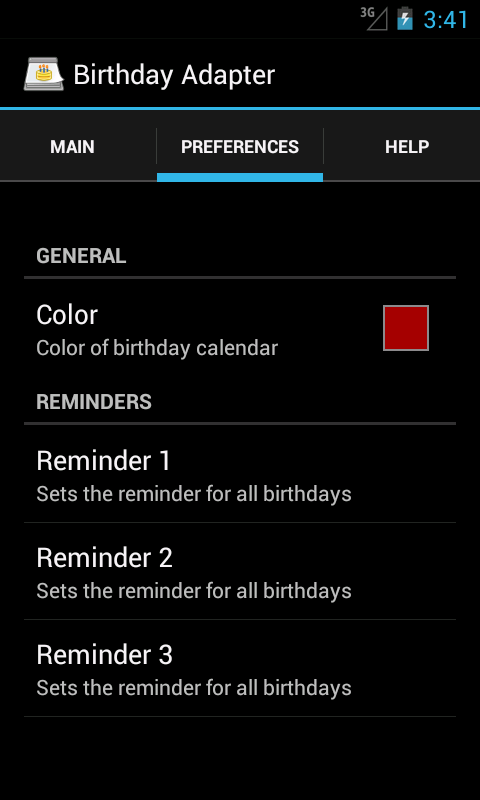 3G 3:41
Birthday Adapter
MAIN PREFERENCES HELP
GENERAL
Color
Color of birthday calendar
REMINDERS
Reminder 1
Sets the reminder for all birthdays
Reminder 2
Sets the reminder for all birthdays
Reminder 3
Sets the reminder for all birthdays